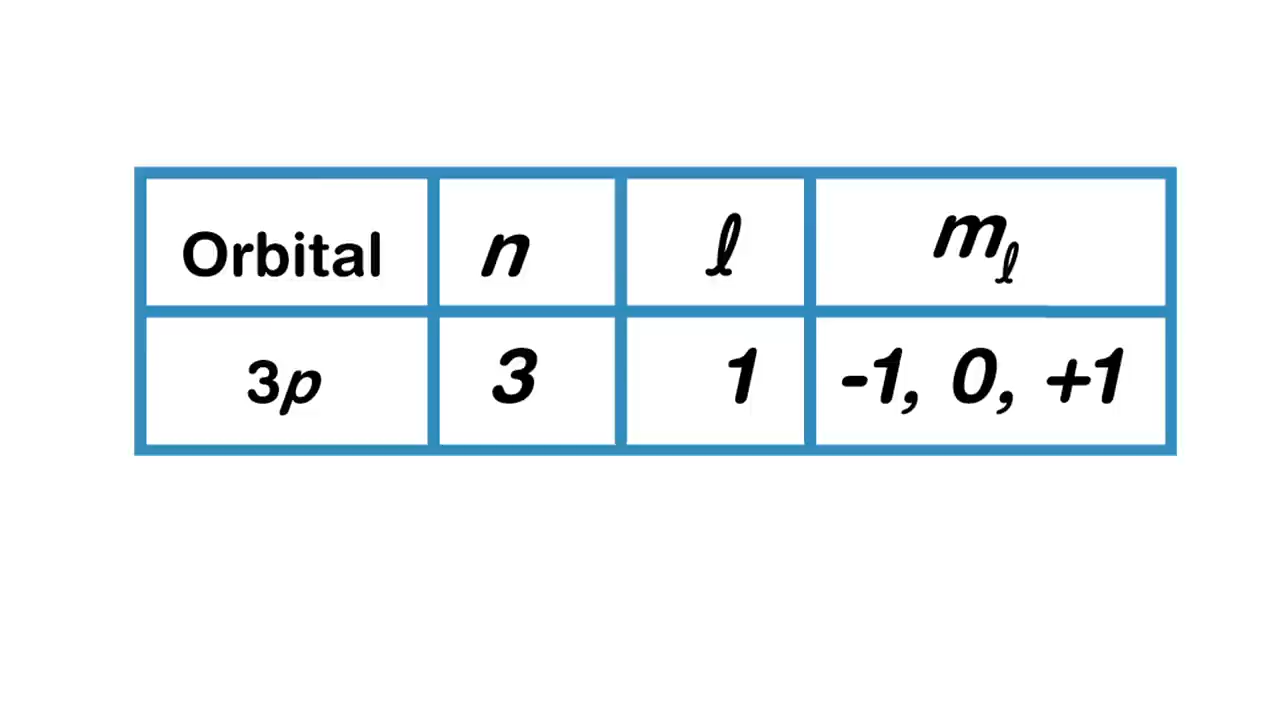 Orbital n ℓ mℓ
3p 3 1 -1, 0, +1